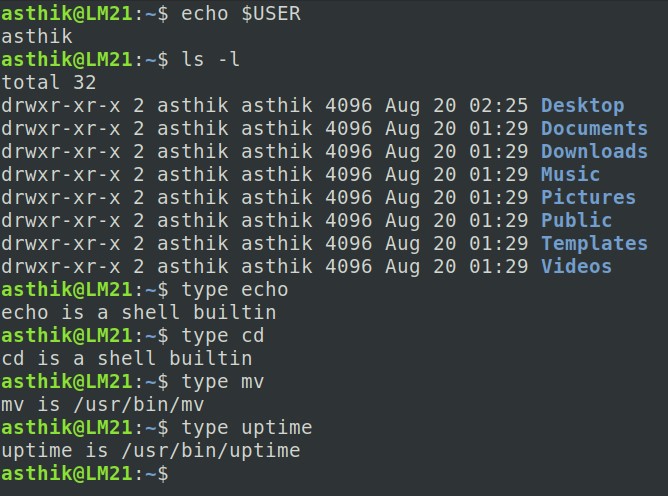 asthik@LM21:~$ echo $USER
asthik
asthik@LM21:~$ ls -l
total 32
drwxr-xr-x 2 asthik asthik 4096 Aug 20 02:25 Desktop
drwxr-xr-x 2 asthik asthik 4096 Aug 20 01:29 Documents
drwxr-xr-x 2 asthik asthik 4096 Aug 20 01:29 Downloads
drwxr-xr-x 2 asthik asthik 4096 Aug 20 01:29 Music
drwxr-xr-x 2 asthik asthik 4096 Aug 20 01:29 Pictures
drwxr-xr-x 2 asthik asthik 4096 Aug 20 01:29 Public
drwxr-xr-x 2 asthik asthik 4096 Aug 20 01:29 Templates
drwxr-xr-x 2 asthik asthik 4096 Aug 20 01:29 Videos
asthik@LM21:~$ type echo
echo is a shell builtin
asthik@LM21:~$ type cd
cd is a shell builtin
asthik@LM21:~$ type mv
mv is /usr/bin/mv
asthik@LM21:~$ type uptime
uptime is /usr/bin/uptime
asthik@LM21:~$